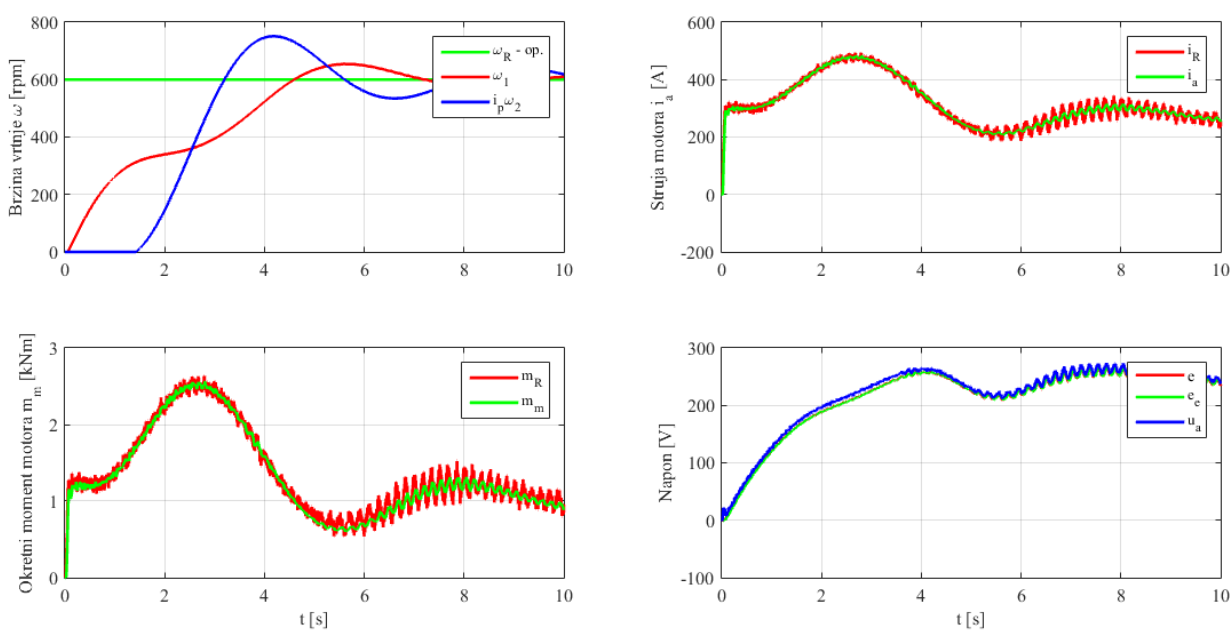 Brzina vrtnje ω [rpm]
800
600
400
200
0
0 2 4 6 8 10
ω_R - op.
ω_1
i_pω_2
Struja motora i_a [A]
600
400
200
0
-200
0 2 4 6 8 10
i_R
i_a
Okretni moment motora m_m [kNm]
3
2
1
0
0 2 4 6 8 10
t [s]
m_R
m_m
Napon [V]
300
200
100
0
-100
0 2 4 6 8 10
t [s]
e
e_e
u_a